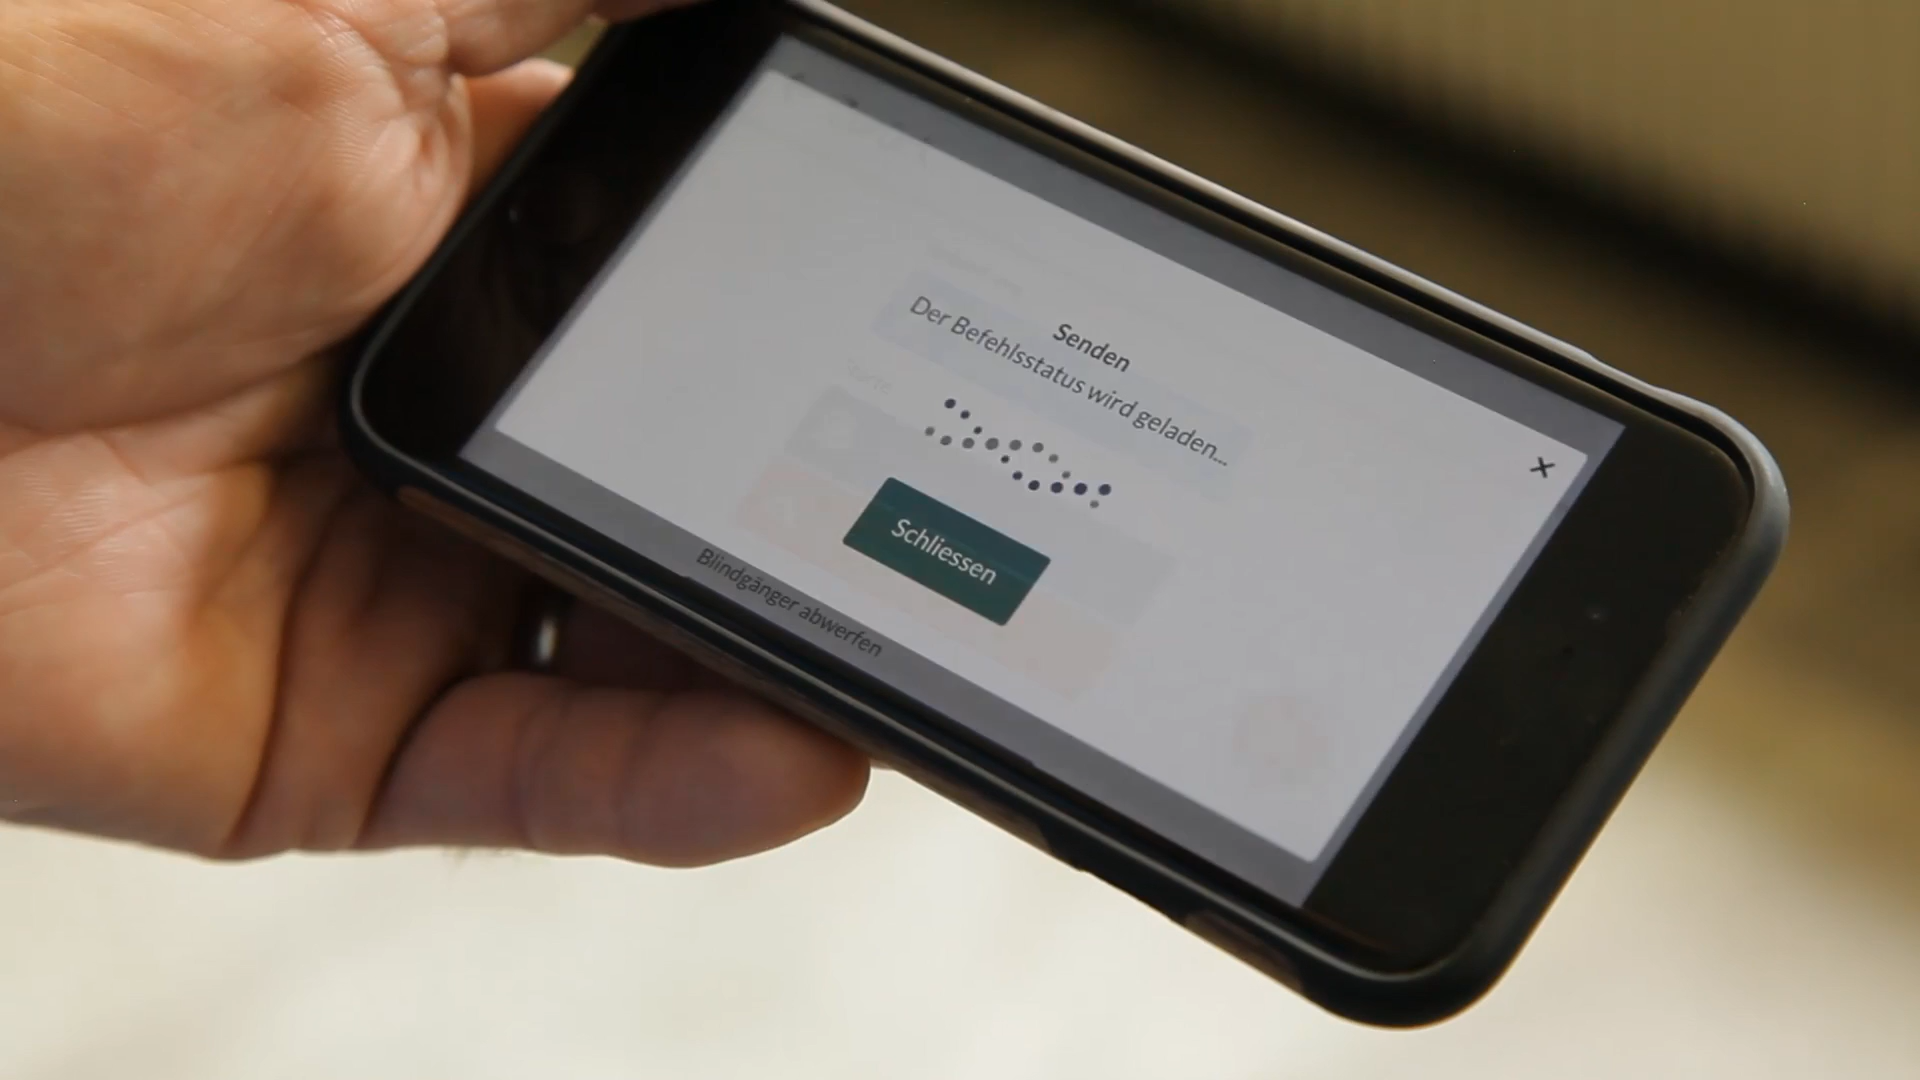 Senden
Der Befehlsstatus wird geladen...
Schliessen
Blindgänger abwerfen